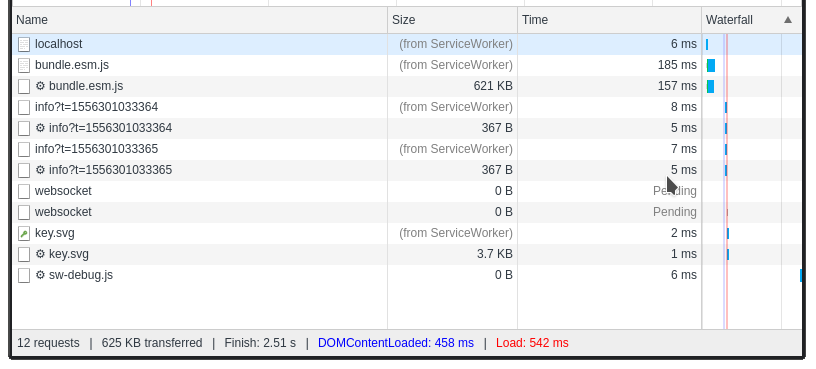 Name Size Time Waterfall ▲
localhost (from ServiceWorker) 6 ms
bundle.esm.js (from ServiceWorker) 185 ms
⚙ bundle.esm.js 621 KB 157 ms
info?t=1556301033364 (from ServiceWorker) 8 ms
⚙ info?t=1556301033364 367 B 5 ms
info?t=1556301033365 (from ServiceWorker) 7 ms
⚙ info?t=1556301033365 367 B 5 ms
websocket 0 B Pending
websocket 0 B Pending
key.svg (from ServiceWorker) 2 ms
⚙ key.svg 3.7 KB 1 ms
⚙ sw-debug.js 0 B 6 ms
12 requests | 625 KB transferred | Finish: 2.51 s | DOMContentLoaded: 458 ms | Load: 542 ms